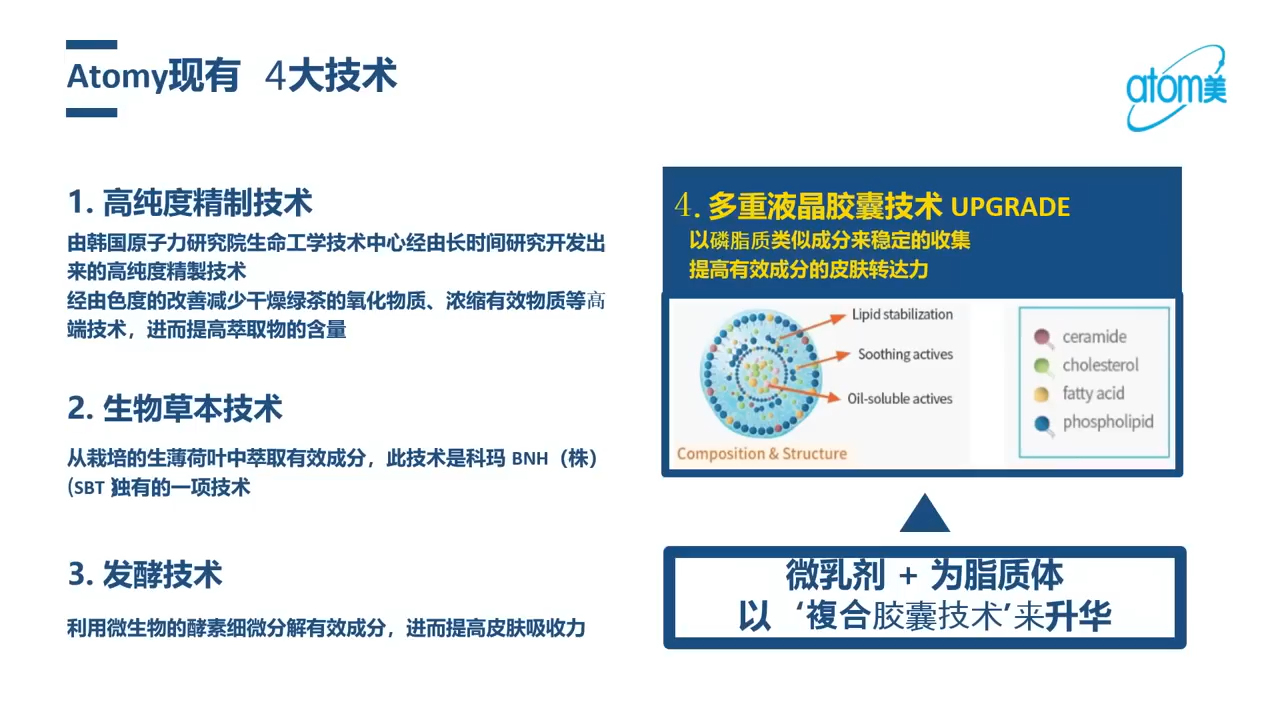 Atomy现有 4大技术
atom美
1. 高纯度精制技术
由韩国原子力研究院生命工学技术中心经由长时间研究开发出
来的高纯度精製技术
经由色度的改善减少干燥绿茶的氧化物质、浓缩有效物质等高
端技术，进而提高萃取物的含量
2. 生物草本技术
从栽培的生薄荷叶中萃取有效成分，此技术是科玛 BNH（株）
(SBT )独有的一项技术
3. 发酵技术
利用微生物的酵素细微分解有效成分，进而提高皮肤吸收力
4. 多重液晶胶囊技术 UPGRADE
以磷脂质类似成分来稳定的收集
提高有效成分的皮肤转达力
Lipid stabilization
Soothing actives
Oil-soluble actives
Composition & Structure
ceramide
cholesterol
fatty acid
phospholipid
微乳剂 + 为脂质体
以 ‘複合胶囊技术’来升华